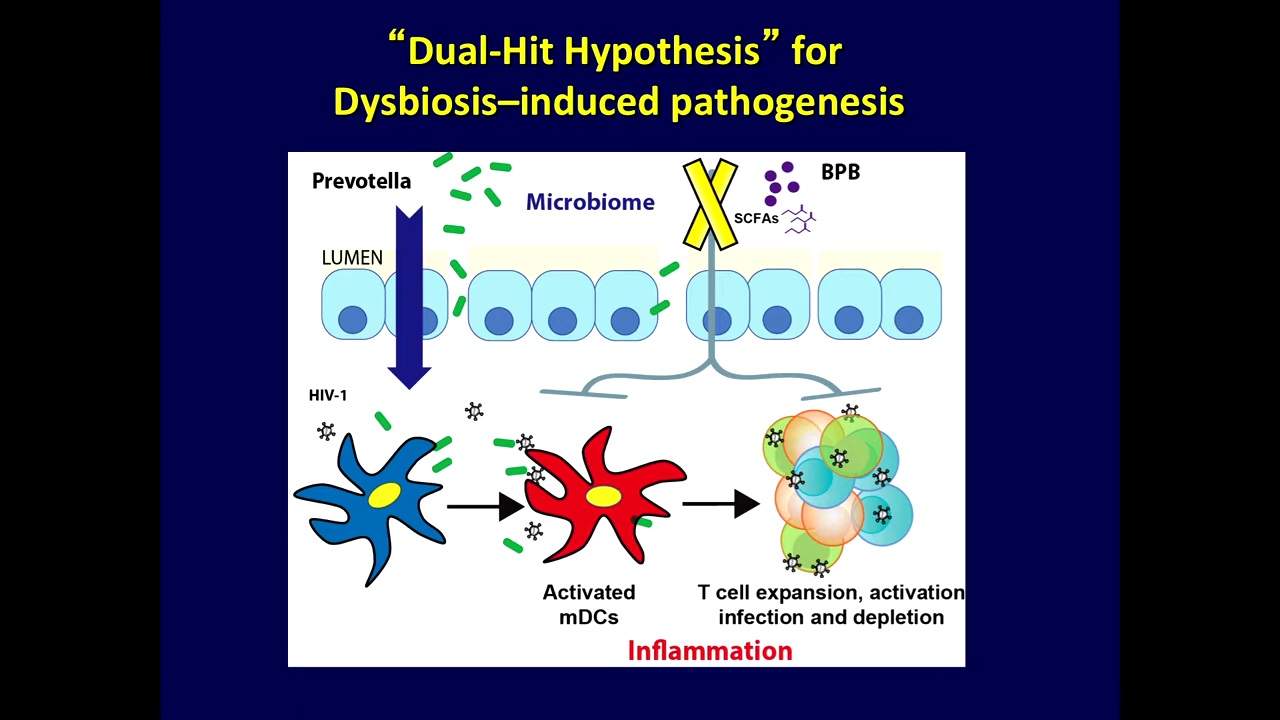 “Dual-Hit Hypothesis” for
Dysbiosis–induced pathogenesis
Prevotella
Microbiome
BPB
SCFAs
LUMEN
HIV-1
Activated
mDCs
T cell expansion, activation
infection and depletion
Inflammation